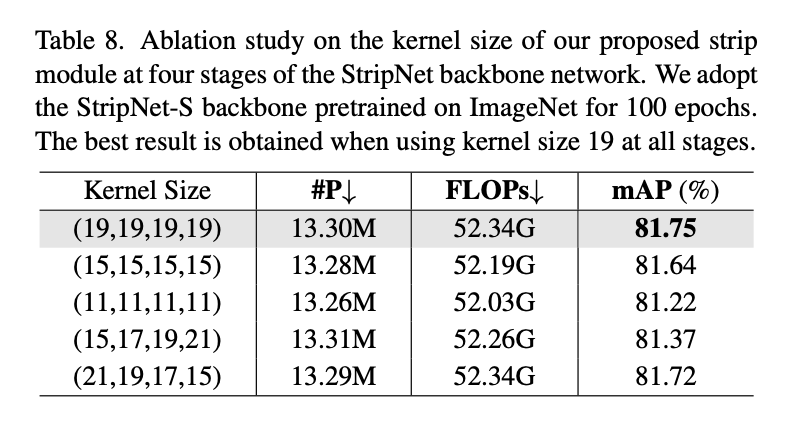 Table 8. Ablation study on the kernel size of our proposed strip
module at four stages of the StripNet backbone network. We adopt
the StripNet-S backbone pretrained on ImageNet for 100 epochs.
The best result is obtained when using kernel size 19 at all stages.
Kernel Size #P↓ FLOPs↓ mAP (%)
(19,19,19,19) 13.30M 52.34G 81.75
(15,15,15,15) 13.28M 52.19G 81.64
(11,11,11,11) 13.26M 52.03G 81.22
(15,17,19,21) 13.31M 52.26G 81.37
(21,19,17,15) 13.29M 52.34G 81.72